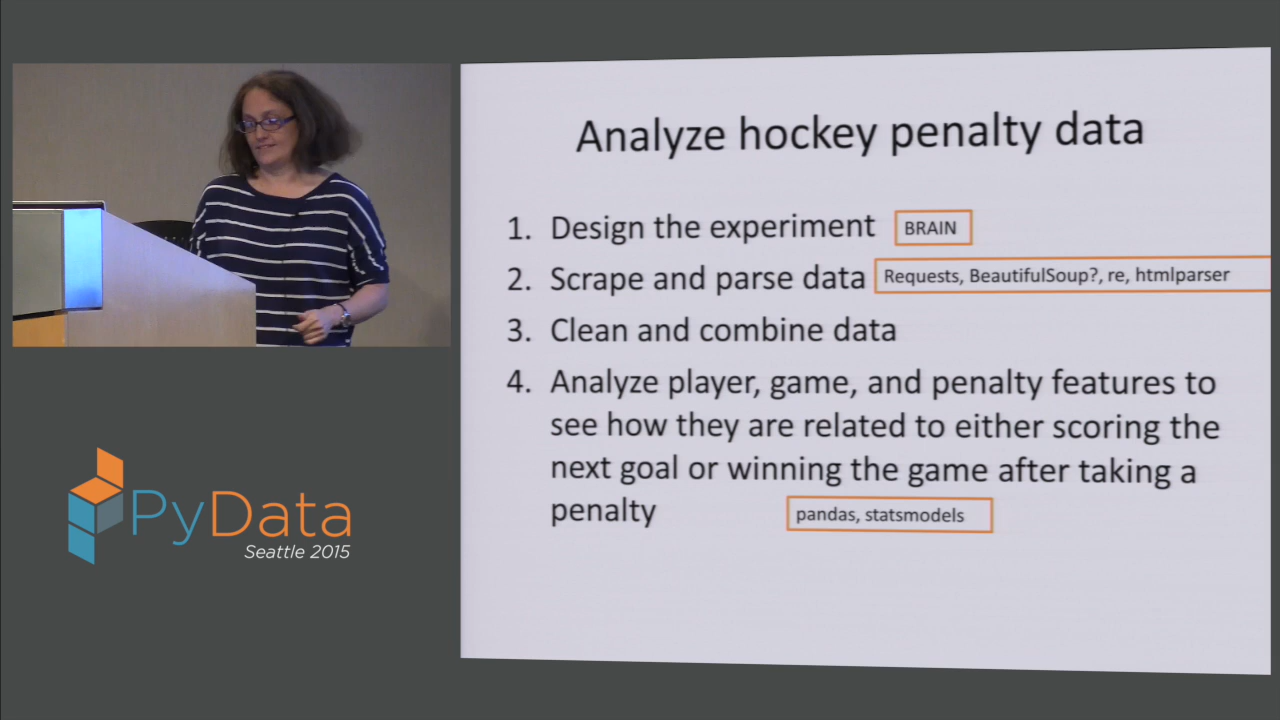 Analyze hockey penalty data
1. Design the experiment BRAIN
2. Scrape and parse data Requests, BeautifulSoup?, re, htmlparser
3. Clean and combine data
4. Analyze player, game, and penalty features to
see how they are related to either scoring the
next goal or winning the game after taking a
penalty pandas, statsmodels
PyData
Seattle 2015